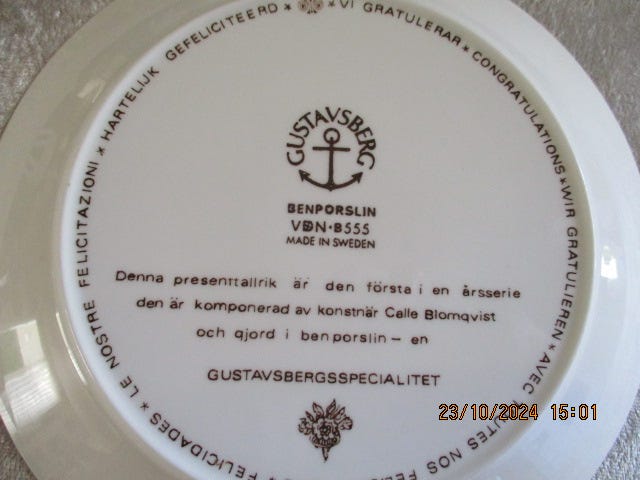 HARTELIJK GEFELICITEERD * VI GRATULERAR * CONGRATULATIONS * WIR GRATULIEREN * AVEC TOUTES NOS FELICIDADES * LE NOSTRE FELICITAZIONI *
GUSTAVSBERG
BENPORSLIN
VDN·B555
MADE IN SWEDEN
Denna presenttallrik är den första i en årsserie
den är komponerad av konstnär Calle Blomqvist
och gjord i benporslin – en
GUSTAVSBERGSSPECIALITET
23/10/2024 15:01